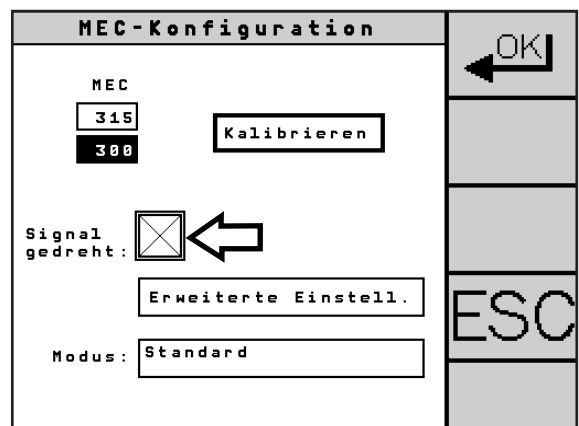 MEC-Konfiguration
OK
MEC
315
300
Kalibrieren
Signal
gedreht:
Erweiterte Einstell.
ESC
Modus: Standard